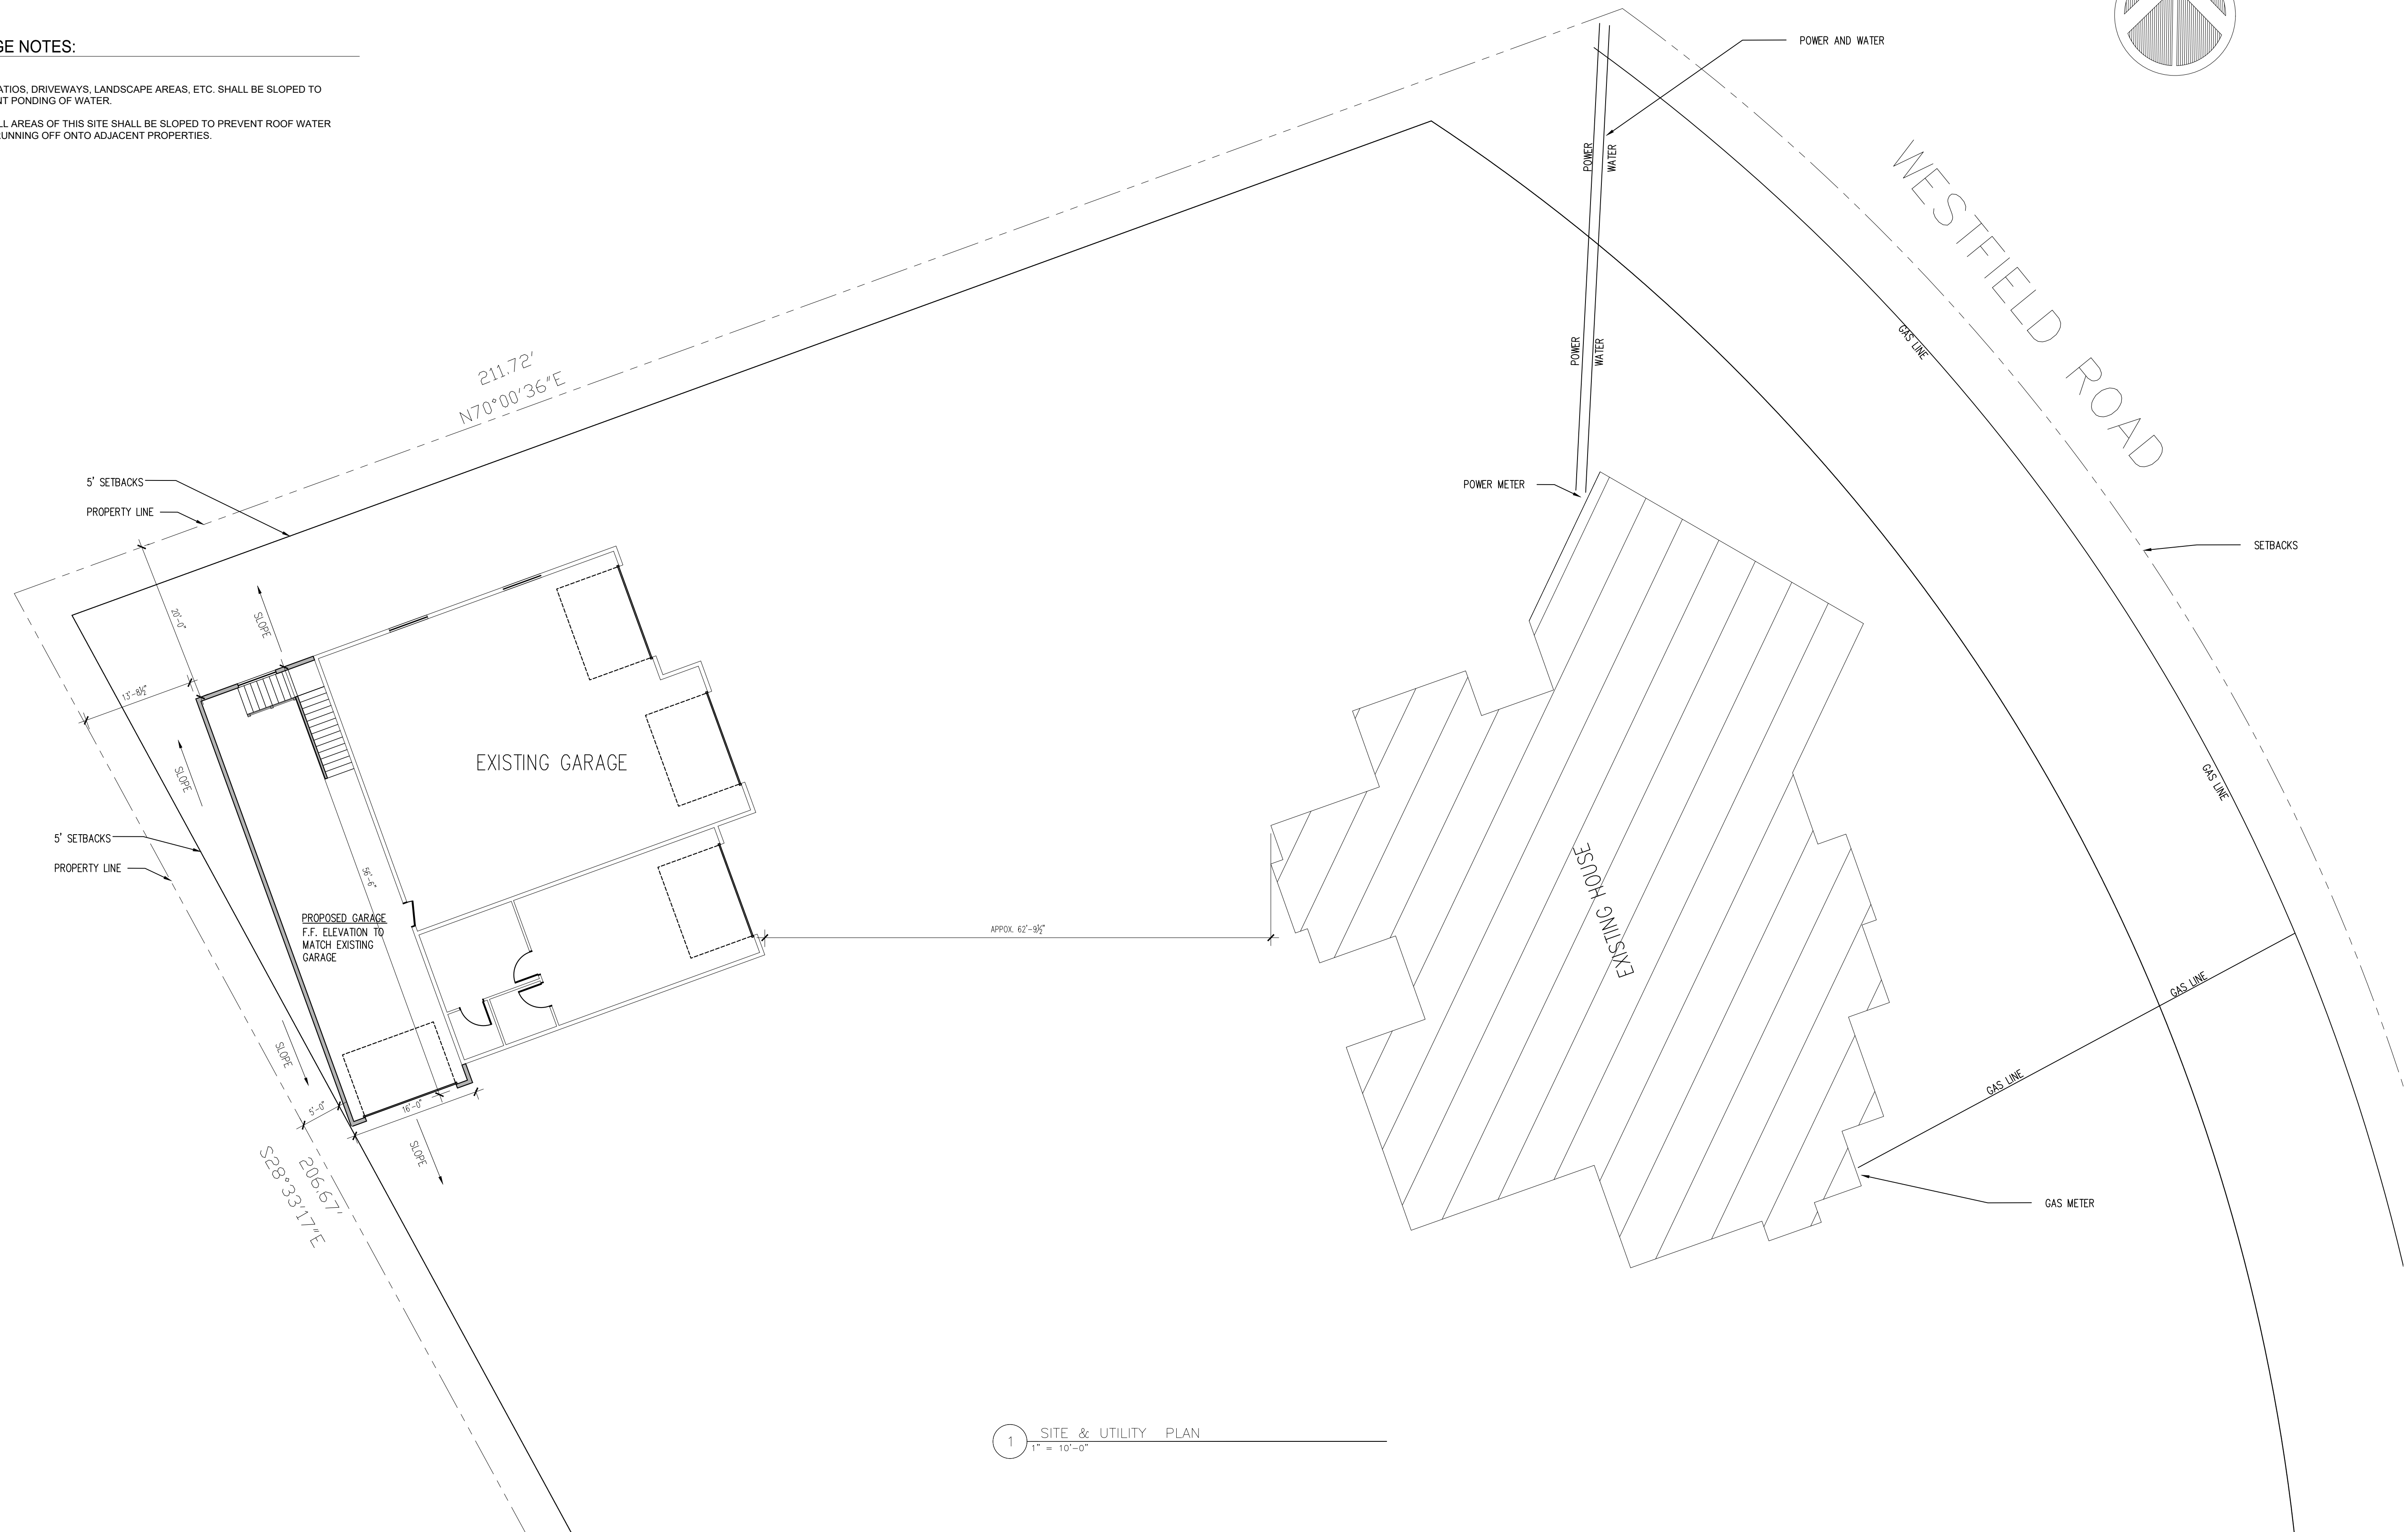 GE NOTES:
ATIOS, DRIVEWAYS, LANDSCAPE AREAS, ETC. SHALL BE SLOPED TO
NT PONDING OF WATER.
LL AREAS OF THIS SITE SHALL BE SLOPED TO PREVENT ROOF WATER
RUNNING OFF ONTO ADJACENT PROPERTIES.
POWER AND WATER
POWER
WATER
WESTFIELD ROAD
POWER
WATER
GAS LINE
211.72'
N70°00'36"E
5' SETBACKS
PROPERTY LINE
POWER METER
SETBACKS
20'-0"
SLOPE
13'-8½"
SLOPE
EXISTING GARAGE
GAS LINE
5' SETBACKS
PROPERTY LINE
56'-6"
PROPOSED GARAGE
F.F. ELEVATION TO
MATCH EXISTING
GARAGE
APPOX. 62'-9½"
EXISTING HOUSE
GAS LINE
SLOPE
GAS LINE
5'-0"
16'-0"
SLOPE
206.67'
S28°33'17"E
GAS METER
1
SITE & UTILITY PLAN
1" = 10'-0"